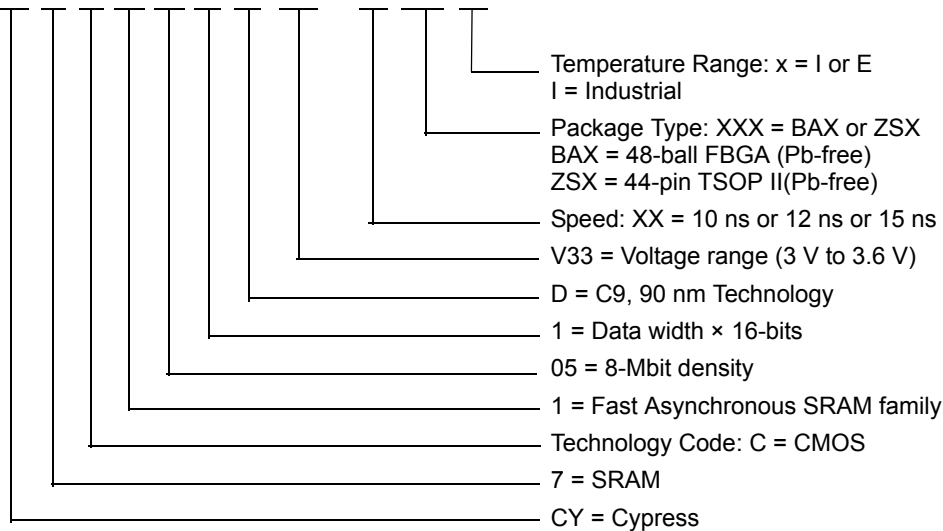 Temperature Range: x = I or E
I = Industrial
Package Type: XXX = BAX or ZSX
BAX = 48-ball FBGA (Pb-free)
ZSX = 44-pin TSOP II(Pb-free)
Speed: XX = 10 ns or 12 ns or 15 ns
V33 = Voltage range (3 V to 3.6 V)
D = C9, 90 nm Technology
1 = Data width × 16-bits
05 = 8-Mbit density
1 = Fast Asynchronous SRAM family
Technology Code: C = CMOS
7 = SRAM
CY = Cypress